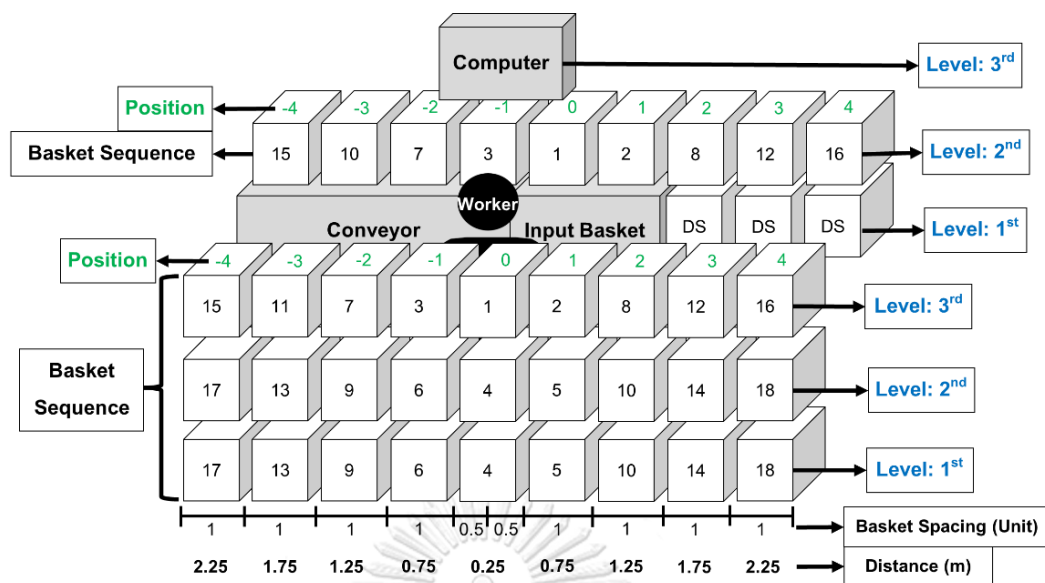 Computer
Level: 3rd
Position
-4 -3 -2 -1 0 1 2 3 4
Basket Sequence
15 10 7 3 1 2 8 12 16
Level: 2nd
Worker
Conveyor
Input Basket
DS DS DS
Level: 1st
Position
-4 -3 -2 -1 0 1 2 3 4
15 11 7 3 1 2 8 12 16
Level: 3rd
Basket
Sequence
17 13 9 6 4 5 10 14 18
Level: 2nd
17 13 9 6 4 5 10 14 18
Level: 1st
1 1 1 1 0.5 0.5 1 1 1 1
Basket Spacing (Unit)
2.25 1.75 1.25 0.75 0.25 0.75 1.25 1.75 2.25
Distance (m)